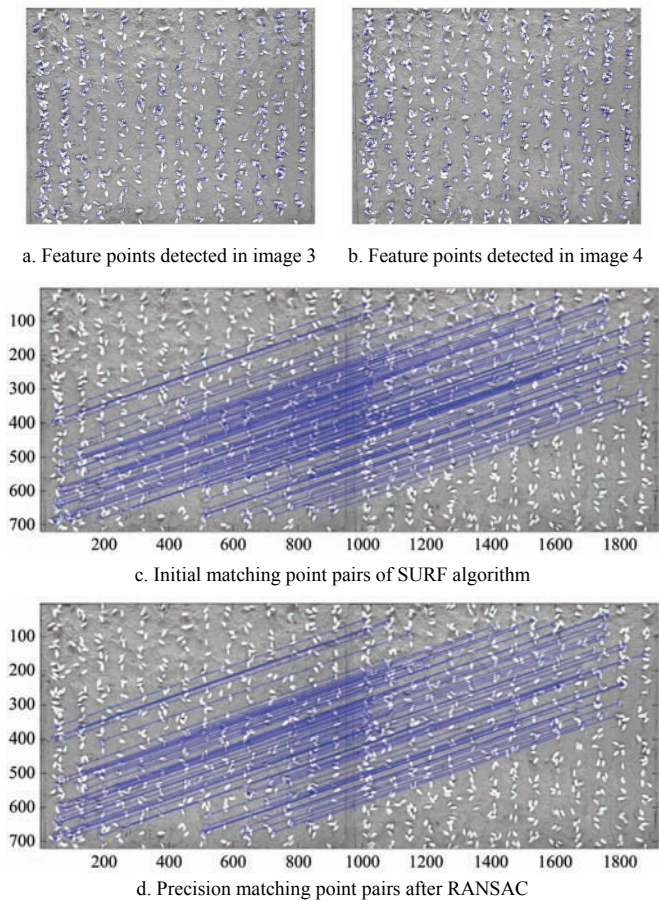 a. Feature points detected in image 3
b. Feature points detected in image 4
100
200
300
400
500
600
700
200 400 600 800 1000 1200 1400 1600 1800
c. Initial matching point pairs of SURF algorithm
100
200
300
400
500
600
700
200 400 600 800 1000 1200 1400 1600 1800
d. Precision matching point pairs after RANSAC